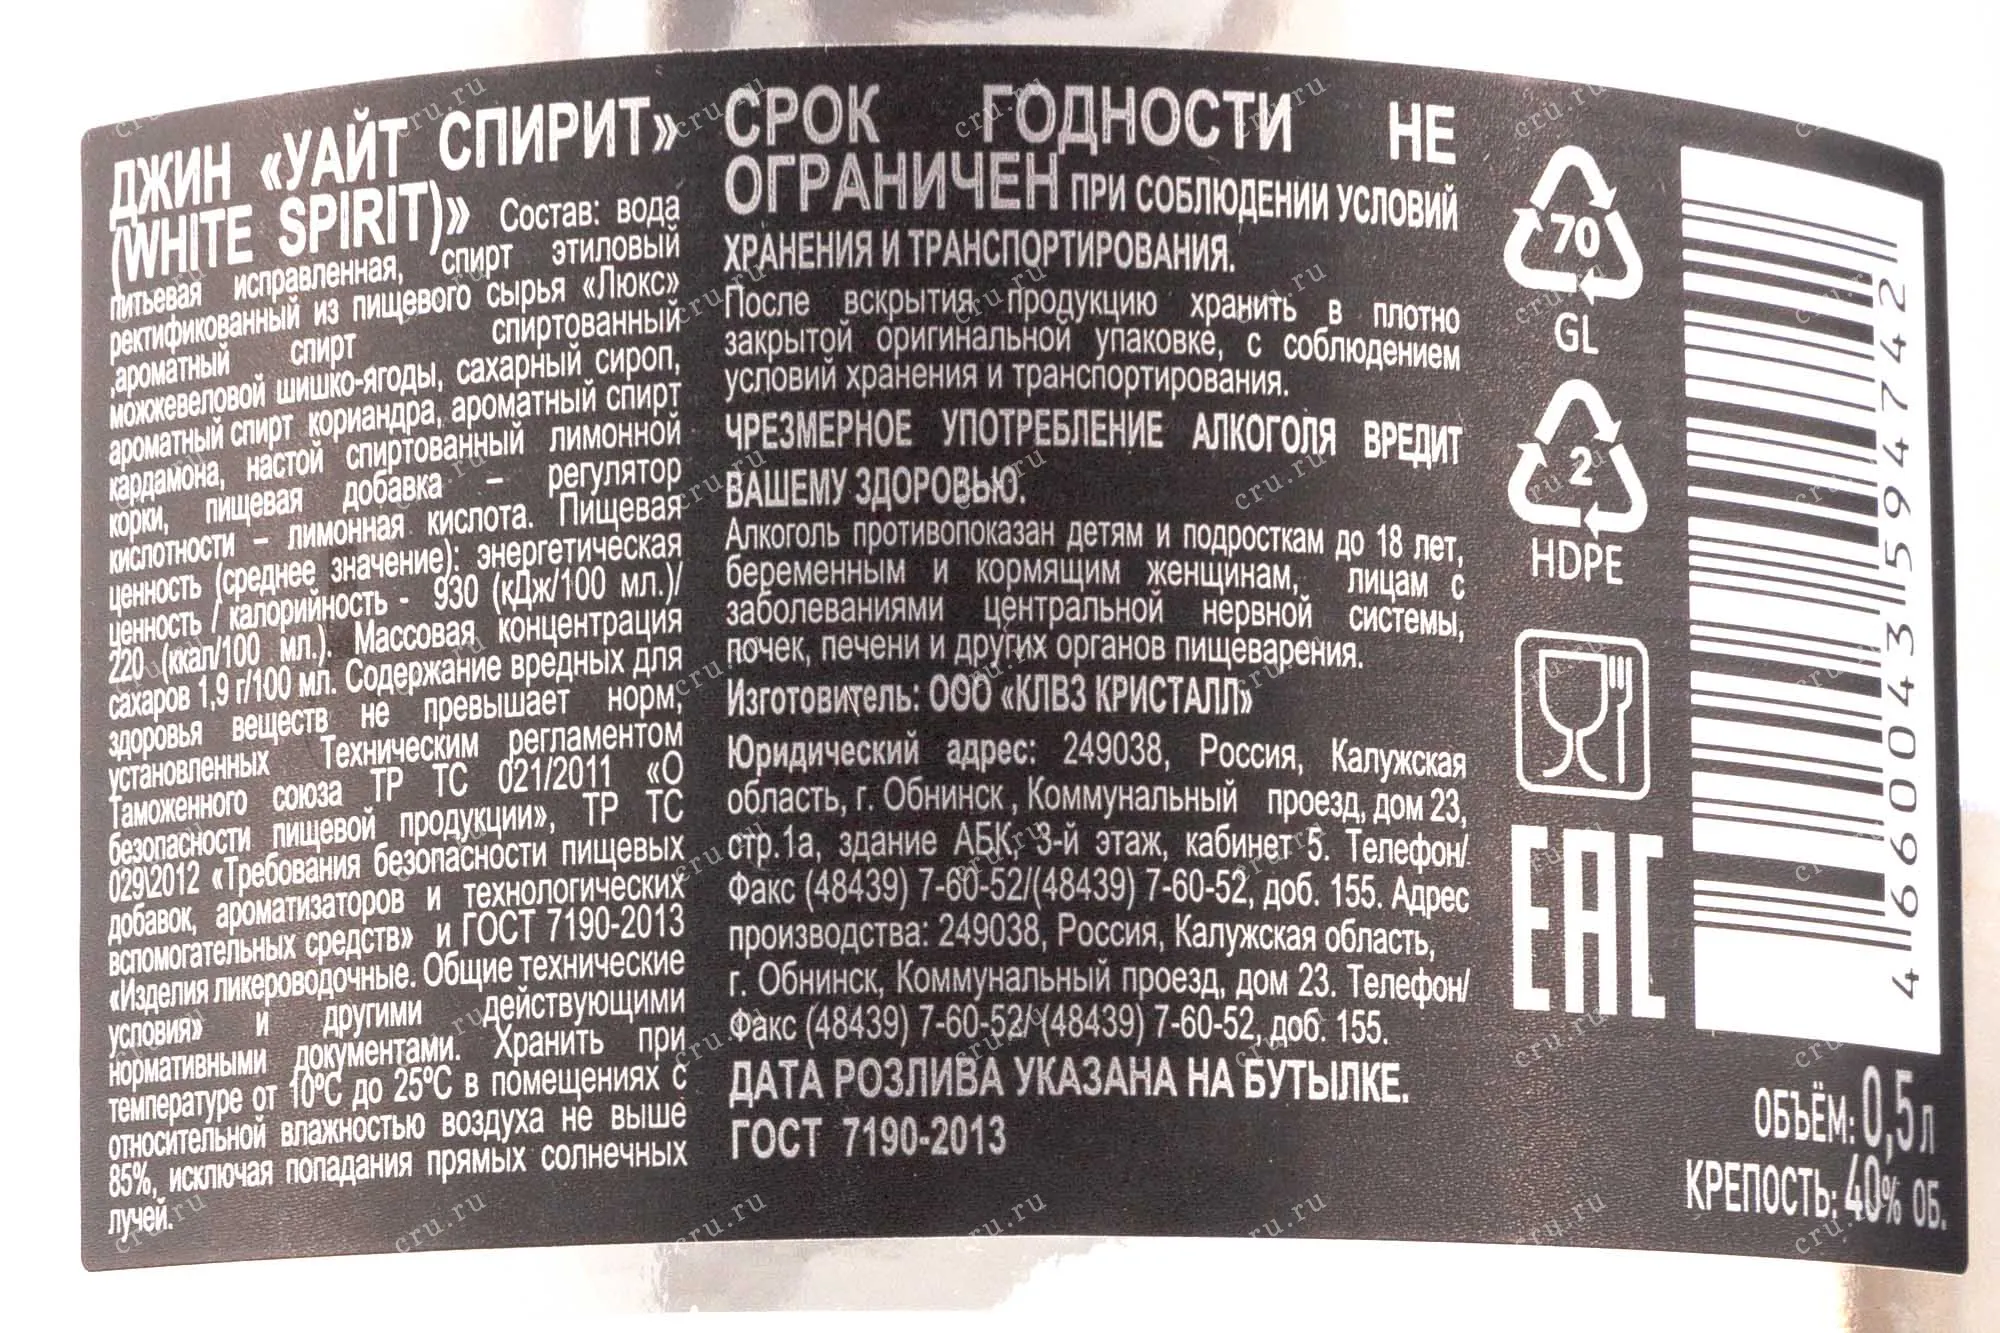 ДЖИН «УАЙТ СПИРИТ»
(WHITE SPIRIT)» Состав: вода
питьевая исправленная, спирт этиловый
ректификованный из пищевого сырья «Люкс»
,ароматный спирт спиртованный
можжевеловой шишко-ягоды, сахарный сироп,
ароматный спирт кориандра, ароматный спирт
кардамона, настой спиртованный лимонной
корки, пищевая добавка – регулятор
кислотности – лимонная кислота. Пищевая
ценность (среднее значение): энергетическая
ценность / калорийность - 930 (кДж/100 мл.)/
220 (ккал/100 мл.). Массовая концентрация
сахаров 1,9 г/100 мл. Содержание вредных для
здоровья веществ не превышает норм,
установленных Техническим регламентом
Таможенного союза ТР ТС 021/2011 «О
безопасности пищевой продукции», ТР ТС
029\2012 «Требования безопасности пищевых
добавок, ароматизаторов и технологических
вспомогательных средств» и ГОСТ 7190-2013
«Изделия ликероводочные. Общие технические
условия» и другими действующими
нормативными документами. Хранить при
температуре от 10ºС до 25ºС в помещениях с
относительной влажностью воздуха не выше
85%, исключая попадания прямых солнечных
лучей.
СРОК ГОДНОСТИ НЕ
ОГРАНИЧЕН ПРИ СОБЛЮДЕНИИ УСЛОВИЙ
ХРАНЕНИЯ И ТРАНСПОРТИРОВАНИЯ.
После вскрытия продукцию хранить в плотно
закрытой оригинальной упаковке, с соблюдением
условий хранения и транспортирования.
ЧРЕЗМЕРНОЕ УПОТРЕБЛЕНИЕ АЛКОГОЛЯ ВРЕДИТ
ВАШЕМУ ЗДОРОВЬЮ.
Алкоголь противопоказан детям и подросткам до 18 лет,
беременным и кормящим женщинам, лицам с
заболеваниями центральной нервной системы,
почек, печени и других органов пищеварения.
Изготовитель: ООО «КЛВЗ КРИСТАЛЛ»
Юридический адрес: 249038, Россия, Калужская
область, г. Обнинск , Коммунальный проезд, дом 23,
стр.1а, здание АБК, 3-й этаж, кабинет 5. Телефон/
Факс (48439) 7-60-52/(48439) 7-60-52, доб. 155. Адрес
производства: 249038, Россия, Калужская область,
г. Обнинск, Коммунальный проезд, дом 23. Телефон/
Факс (48439) 7-60-52/ (48439) 7-60-52, доб. 155.
ДАТА РОЗЛИВА УКАЗАНА НА БУТЫЛКЕ.
ГОСТ 7190-2013
70
GL
2
HDPE
EAC
4660043594742
ОБЪЁМ: 0,5 л
КРЕПОСТЬ: 40% ОБ.
cru.ru